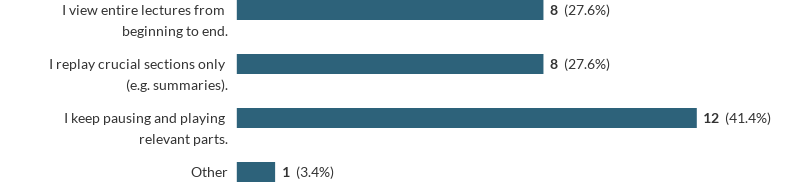 I view entire lectures from 8 (27.6%)
beginning to end.
I replay crucial sections only 8 (27.6%)
(e.g. summaries).
I keep pausing and playing 12 (41.4%)
relevant parts.
Other 1 (3.4%)